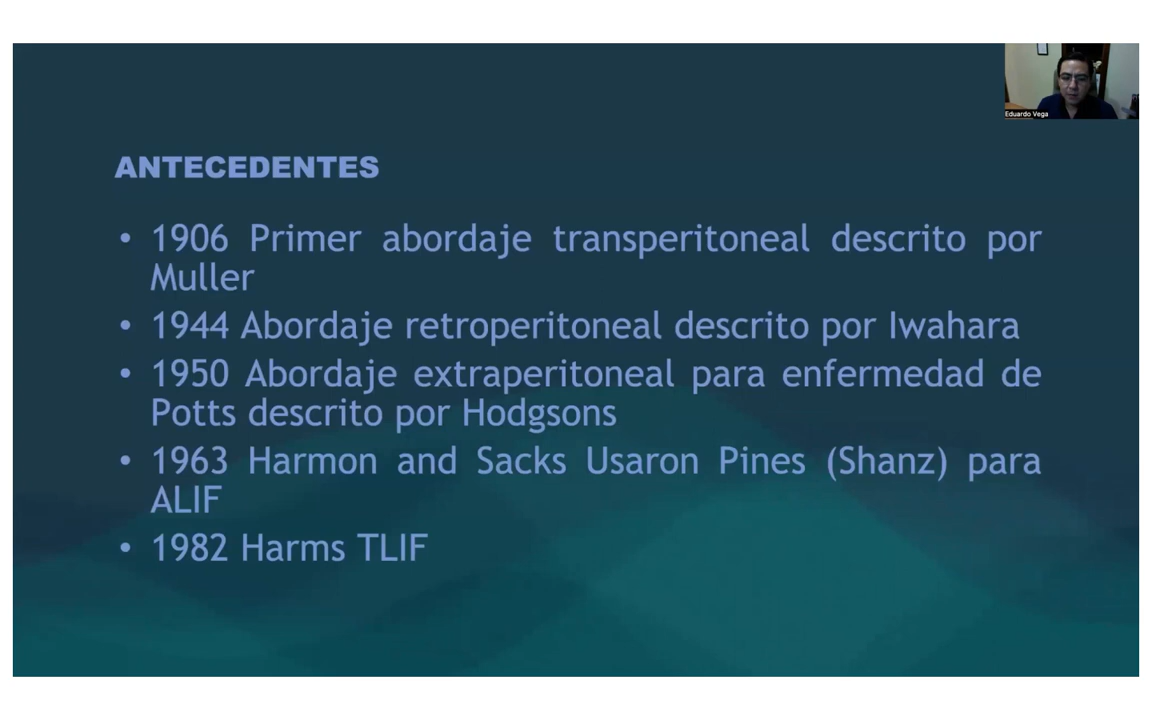 Eduardo Vega
ANTECEDENTES
• 1906 Primer abordaje transperitoneal descrito por
Muller
• 1944 Abordaje retroperitoneal descrito por Iwahara
• 1950 Abordaje extraperitoneal para enfermedad de
Potts descrito por Hodgsons
• 1963 Harmon and Sacks Usaron Pines (Shanz) para
ALIF
• 1982 Harms TLIF